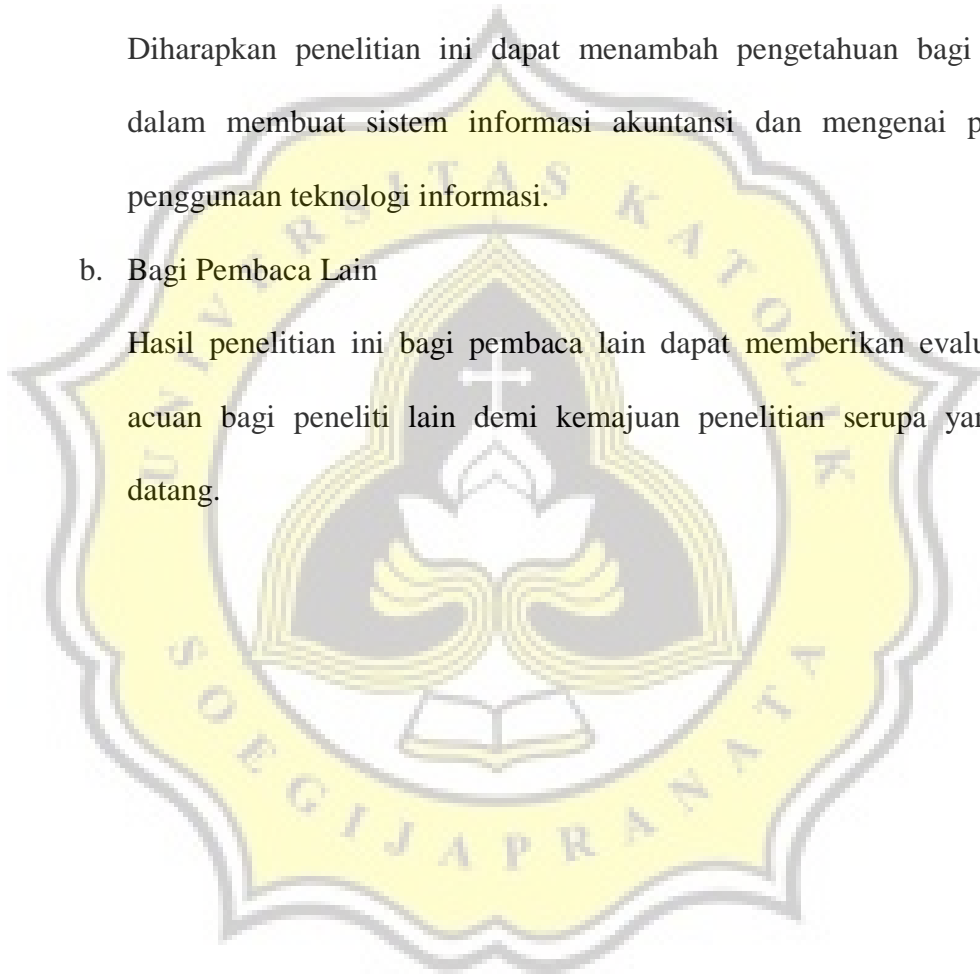 Diharapkan penelitian ini dapat menambah pengetahuan bagi
dalam membuat sistem informasi akuntansi dan mengenai p
penggunaan teknologi informasi.
b. Bagi Pembaca Lain
Hasil penelitian ini bagi pembaca lain dapat memberikan evalu
acuan bagi peneliti lain demi kemajuan penelitian serupa yan
datang.
UNIVERSITAS KATOLIK
SOEGIJAPRANATA